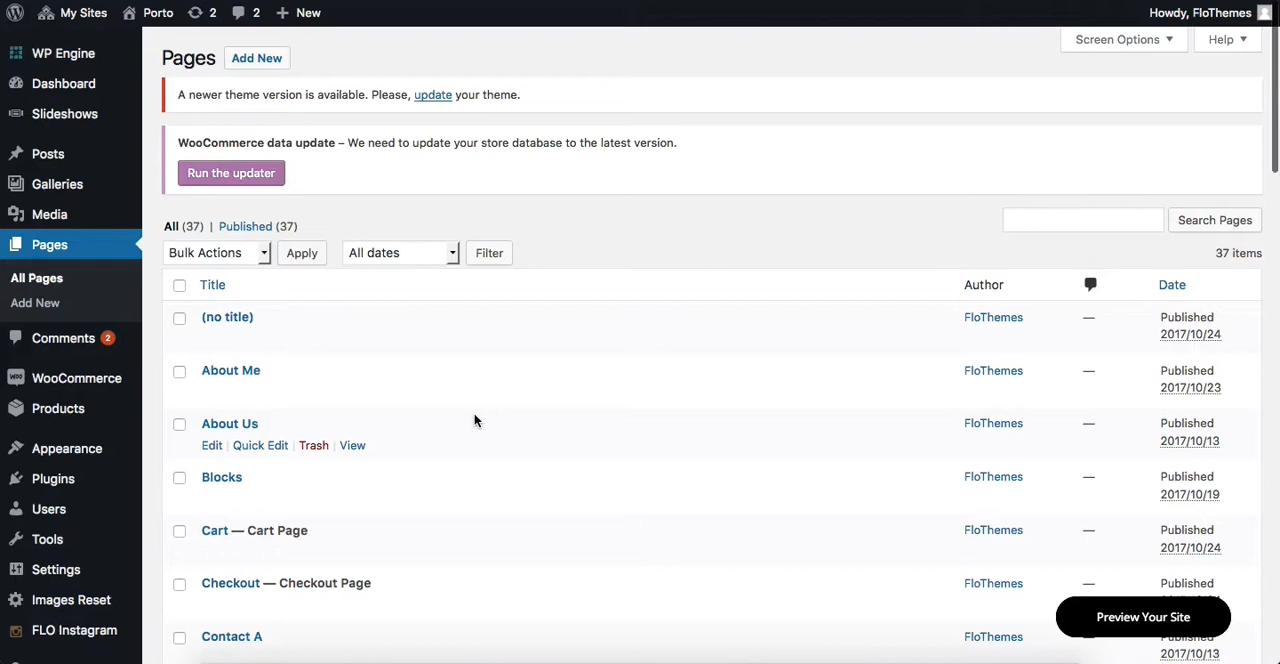 My Sites Porto 2 2 New Howdy, FloThemes
WP Engine
Dashboard
Slideshows
Posts
Galleries
Media
Pages
All Pages
Add New
Comments 2
WooCommerce
Products
Appearance
Plugins
Users
Tools
Settings
Images Reset
FLO Instagram
Screen Options Help
Pages Add New
A newer theme version is available. Please, update your theme.
WooCommerce data update – We need to update your store database to the latest version.
Run the updater
All (37) | Published (37)
Search Pages
Bulk Actions Apply All dates Filter 37 items
Title Author Date
(no title) FloThemes — Published
2017/10/24
About Me FloThemes — Published
2017/10/23
About Us FloThemes — Published
Edit | Quick Edit | Trash | View 2017/10/13
Blocks FloThemes — Published
2017/10/19
Cart — Cart Page FloThemes — Published
2017/10/24
Checkout — Checkout Page FloThemes — Published
Preview Your Site
Contact A FloThemes Published
2017/10/13